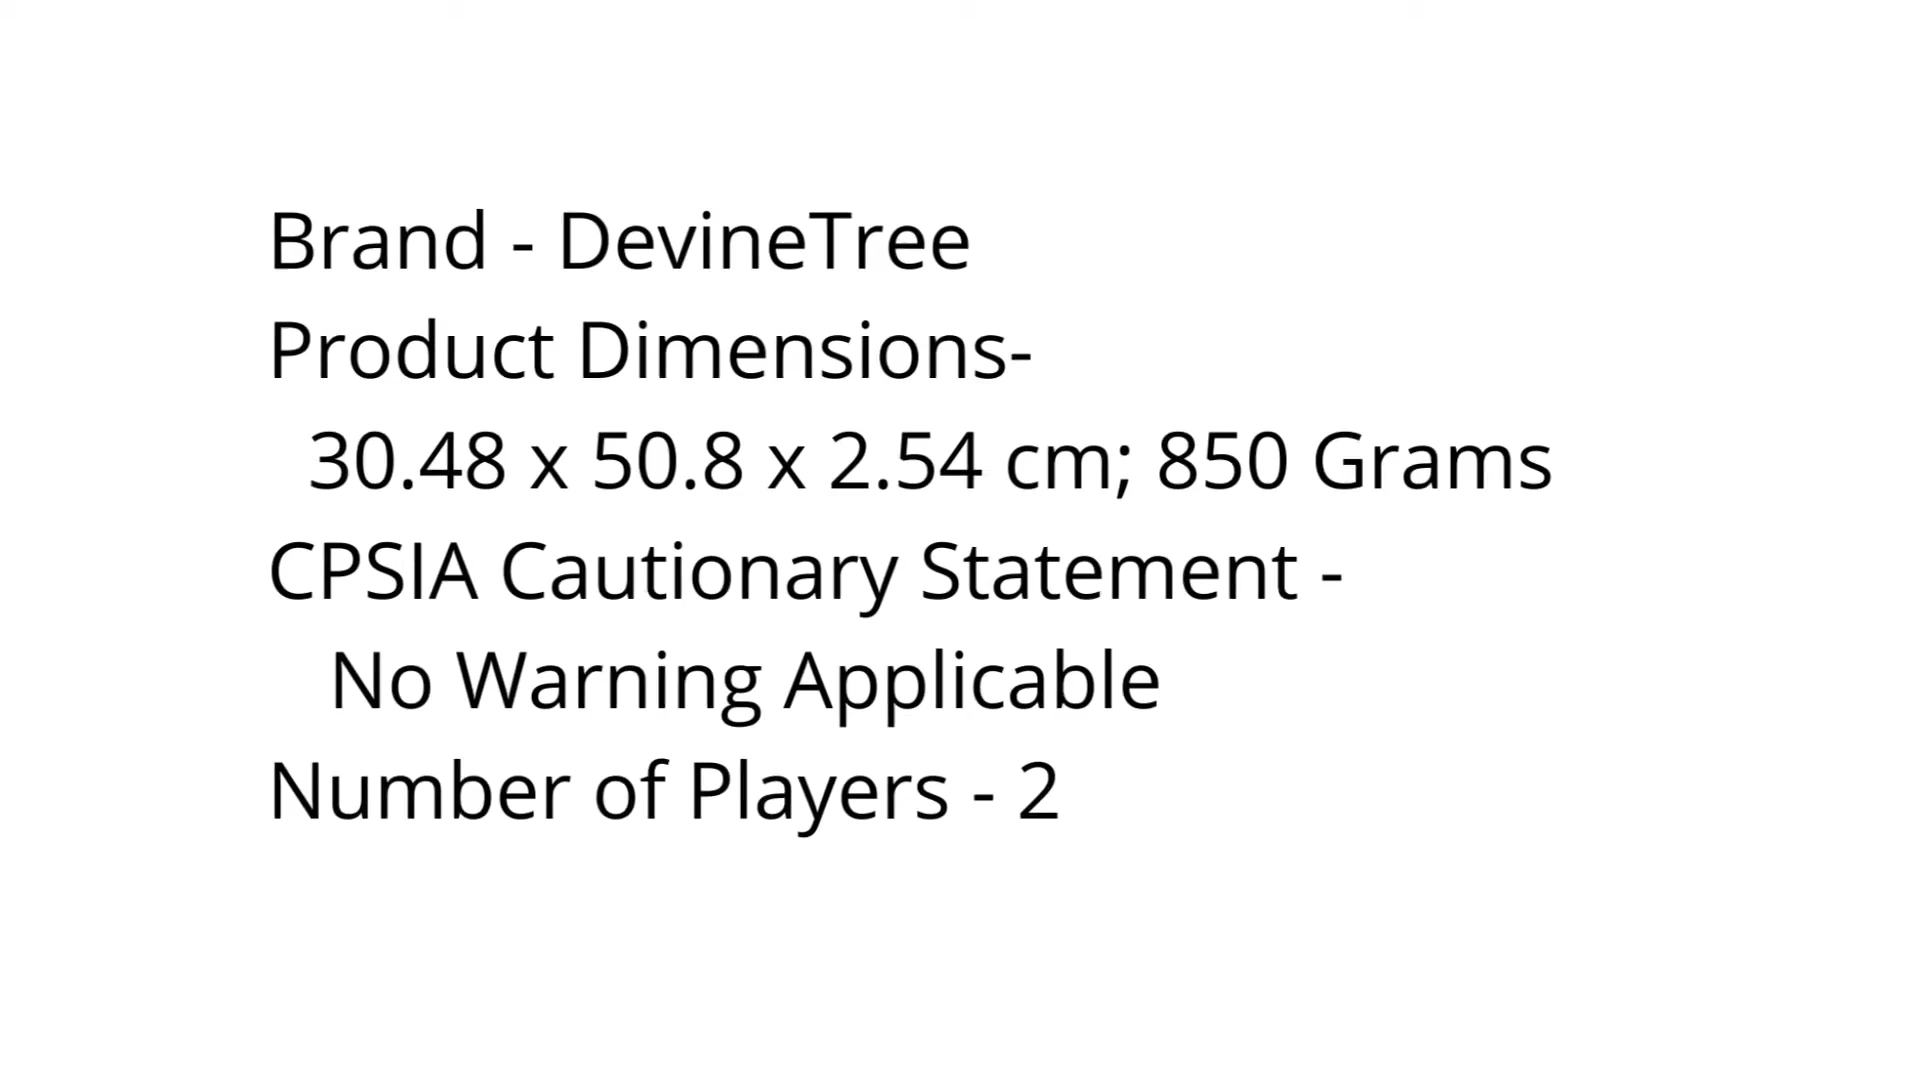 Brand - DevineTree
Product Dimensions-
30.48 x 50.8 x 2.54 cm; 850 Grams
CPSIA Cautionary Statement -
No Warning Applicable
Number of Players - 2